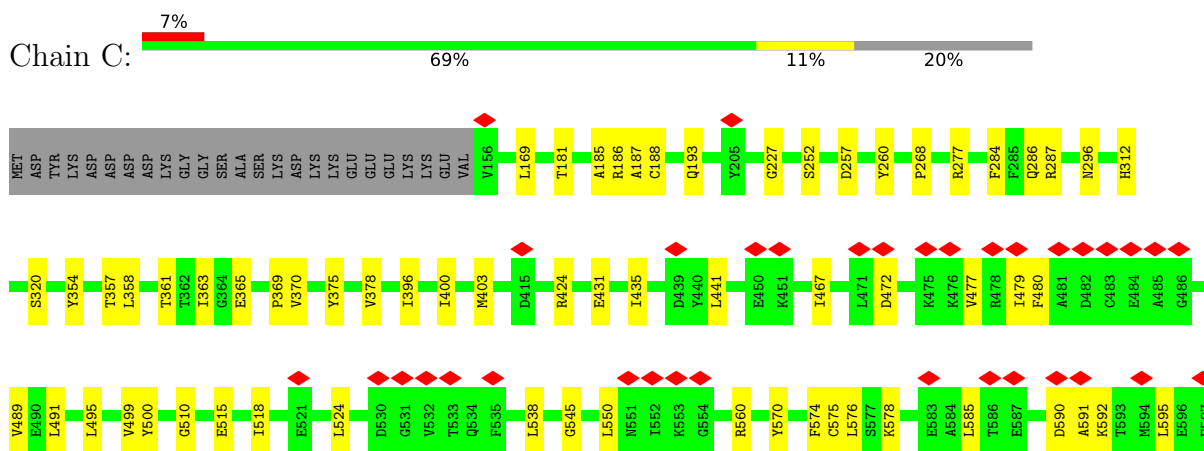 7%
Chain C:
69% 11% 20%
MET ASP TYR LYS ASP ASP ASP ASP LYS GLY GLY SER ALA SER LYS ASP LYS LYS GLU GLU GLU LYS LYS GLU VAL V156 L169 T181 A185 R186 A187 C188 Q193 Y205 G227 S252 D257 Y260 P268 R277 F284 F285 Q286 R287 N296 H312
S320 Y354 T357 L358 T361 T362 I363 G364 E365 P369 V370 Y375 V378 I396 I400 M403 D415 R424 E431 I435 D439 Y440 L441 E450 K451 I467 L471 D472 K475 K476 V477 R478 I479 F480 A481 D482 C483 E484 A485 G486
V489 E490 L491 L495 V499 Y500 G510 E515 I518 E521 L524 D530 G531 V532 T533 Q534 F535 L538 G545 L550 N551 I552 K553 G554 R560 Y570 F574 C575 L576 S577 K578 E583 A584 L585 T586 E587 D590 A591 K592 T593 M594 L595 E596